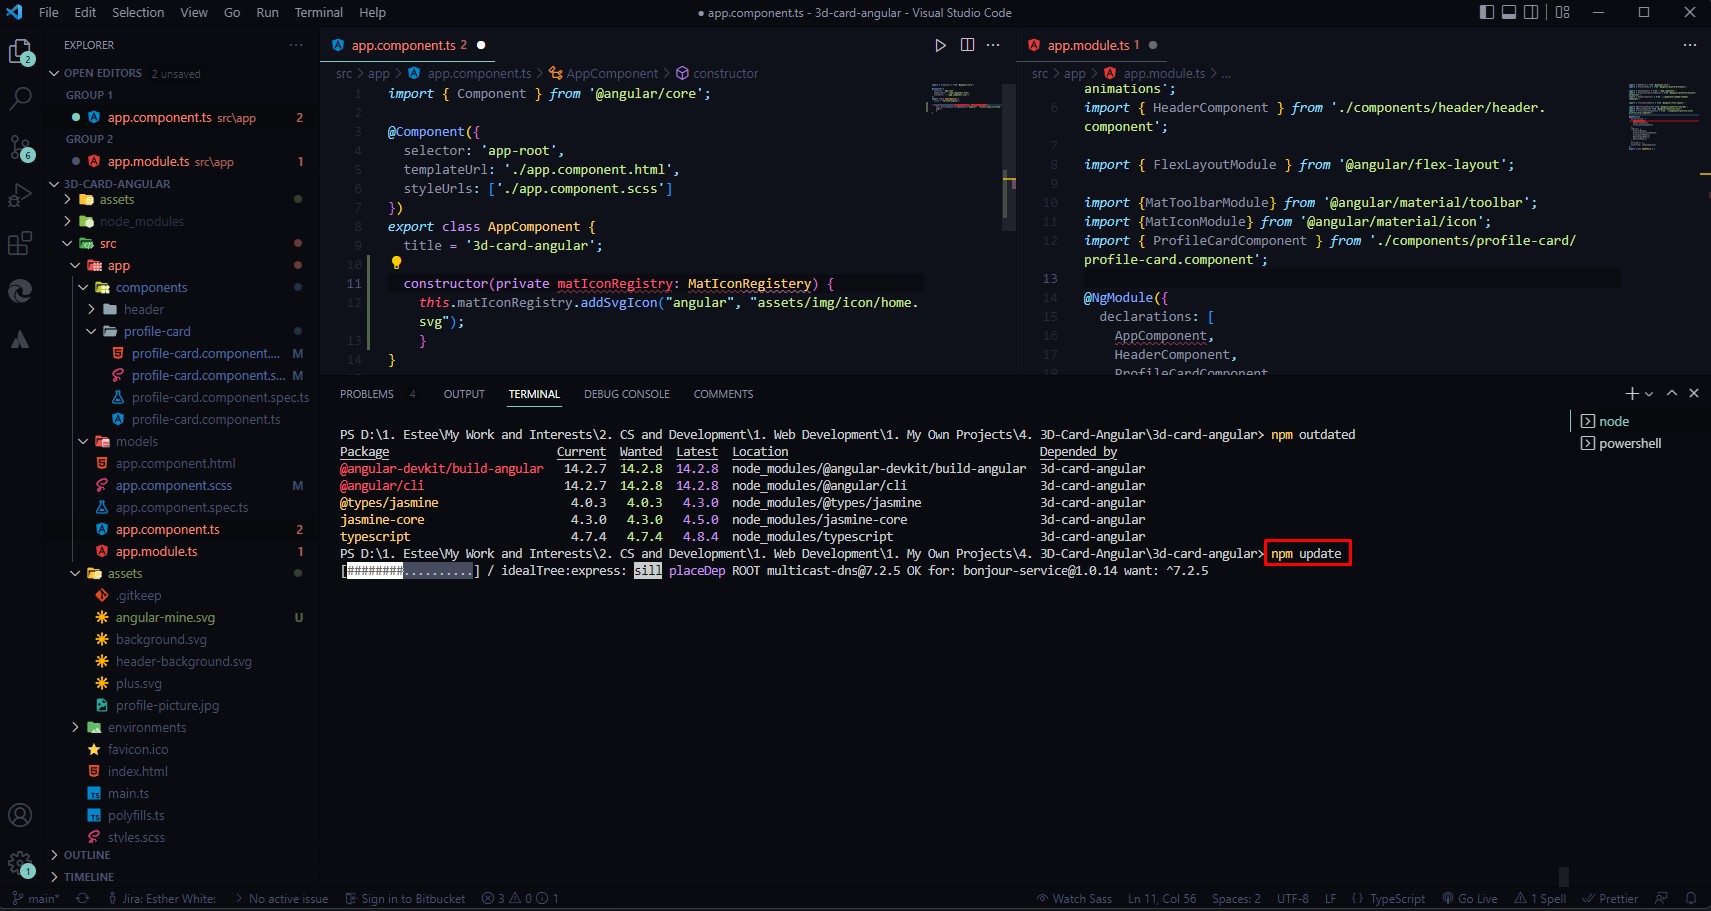 File Edit Selection View Go Run Terminal Help
● app.component.ts - 3d-card-angular - Visual Studio Code
EXPLORER
OPEN EDITORS 2 unsaved
GROUP 1
app.component.ts src\app 2
GROUP 2
app.module.ts src\app 1
3D-CARD-ANGULAR
assets
node_modules
src
app
components
header
profile-card
profile-card.component.... M
profile-card.component.s... M
profile-card.component.spec.ts
profile-card.component.ts
models
app.component.html
app.component.scss M
app.component.spec.ts
app.component.ts 2
app.module.ts 1
assets
.gitkeep
angular-mine.svg U
background.svg
header-background.svg
plus.svg
profile-picture.jpg
environments
favicon.ico
index.html
main.ts
polyfills.ts
styles.scss
OUTLINE
TIMELINE
2
6
1
app.component.ts 2
src > app > app.component.ts > AppComponent > constructor
1 import { Component } from '@angular/core';
2
3 @Component({
4 selector: 'app-root',
5 templateUrl: './app.component.html',
6 styleUrls: ['./app.component.scss']
7 })
8 export class AppComponent {
9 title = '3d-card-angular';
10
11 constructor(private matIconRegistry: MatIconRegistery) {
12 this.matIconRegistry.addSvgIcon("angular", "assets/img/icon/home.
svg");
13 }
14 }
app.module.ts 1
src > app > app.module.ts > ...
animations';
6 import { HeaderComponent } from './components/header/header.
component';
7
8 import { FlexLayoutModule } from '@angular/flex-layout';
9
10 import {MatToolbarModule} from '@angular/material/toolbar';
11 import {MatIconModule} from '@angular/material/icon';
12 import { ProfileCardComponent } from './components/profile-card/
profile-card.component';
13
14 @NgModule({
15 declarations: [
16 AppComponent,
17 HeaderComponent,
18 ProfileCardComponent
PROBLEMS 4 OUTPUT TERMINAL DEBUG CONSOLE COMMENTS
PS D:\1. Estee\My Work and Interests\2. CS and Development\1. Web Development\1. My Own Projects\4. 3D-Card-Angular\3d-card-angular> npm outdated
Package Current Wanted Latest Location Depended by
@angular-devkit/build-angular 14.2.7 14.2.8 14.2.8 node_modules/@angular-devkit/build-angular 3d-card-angular
@angular/cli 14.2.7 14.2.8 14.2.8 node_modules/@angular/cli 3d-card-angular
@types/jasmine 4.0.3 4.0.3 4.3.0 node_modules/@types/jasmine 3d-card-angular
jasmine-core 4.3.0 4.3.0 4.5.0 node_modules/jasmine-core 3d-card-angular
typescript 4.7.4 4.7.4 4.8.4 node_modules/typescript 3d-card-angular
PS D:\1. Estee\My Work and Interests\2. CS and Development\1. Web Development\1. My Own Projects\4. 3D-Card-Angular\3d-card-angular> npm update
[########..........] / idealTree:express: sill placeDep ROOT multicast-dns@7.2.5 OK for: bonjour-service@1.0.14 want: ^7.2.5
node
powershell
main* Jira: Esther White: No active issue Sign in to Bitbucket 3 0 1
Watch Sass Ln 11, Col 56 Spaces: 2 UTF-8 LF { } TypeScript Go Live 1 Spell Prettier